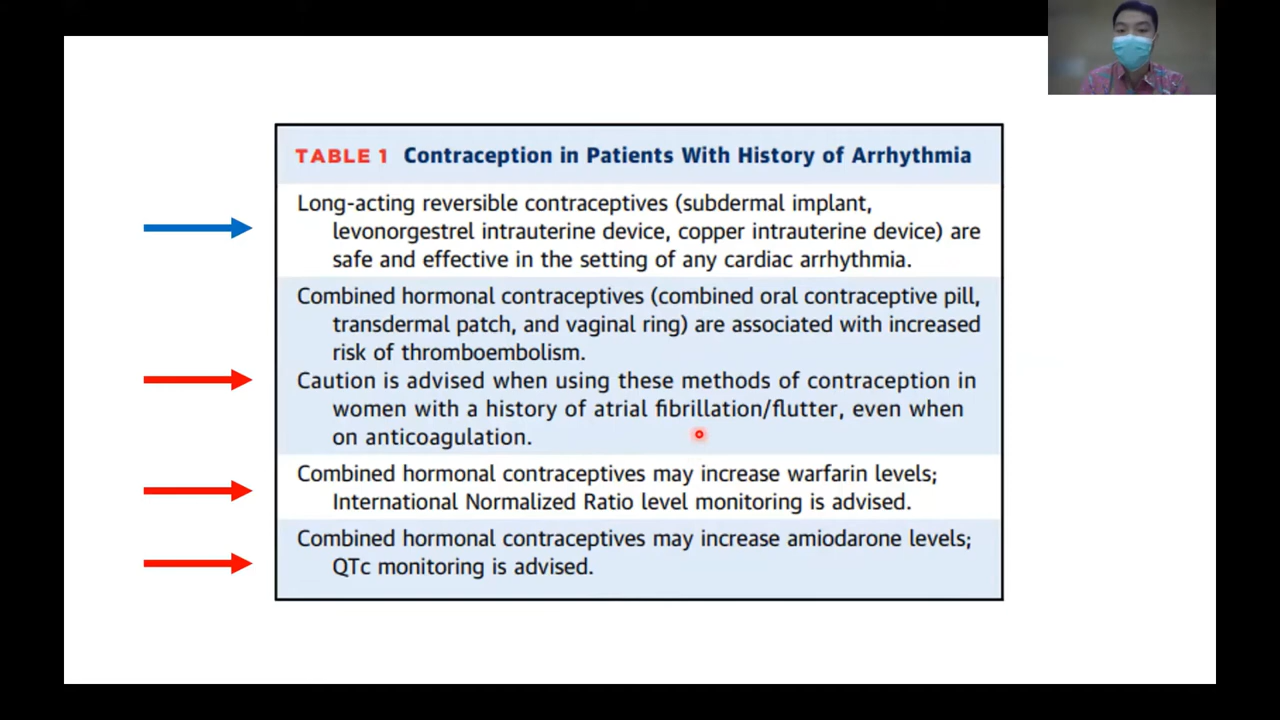 TABLE 1 Contraception in Patients With History of Arrhythmia
Long-acting reversible contraceptives (subdermal implant,
levonorgestrel intrauterine device, copper intrauterine device) are
safe and effective in the setting of any cardiac arrhythmia.
Combined hormonal contraceptives (combined oral contraceptive pill,
transdermal patch, and vaginal ring) are associated with increased
risk of thromboembolism.
Caution is advised when using these methods of contraception in
women with a history of atrial fibrillation/flutter, even when
on anticoagulation.
Combined hormonal contraceptives may increase warfarin levels;
International Normalized Ratio level monitoring is advised.
Combined hormonal contraceptives may increase amiodarone levels;
QTc monitoring is advised.